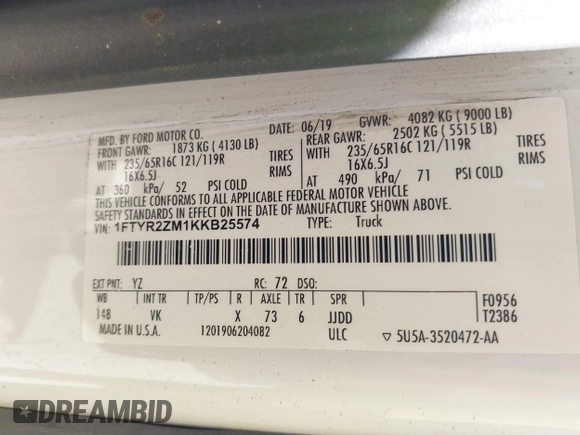 MFD. BY FORD MOTOR CO.
DATE: 06/19 GVWR: 4082 KG ( 9000 LB)
FRONT GAWR: 1873 KG ( 4130 LB) REAR GAWR: 2502 KG ( 5515 LB)
WITH 235/65R16C 121/119R TIRES WITH 235/65R16C 121/119R TIRES
16X6.5J RIMS 16X6.5J RIMS
AT 360 kPa/ 52 PSI COLD AT 490 kPa/ 71 PSI COLD
THIS VEHICLE CONFORMS TO ALL APPLICABLE FEDERAL MOTOR VEHICLE
SAFETY STANDARDS IN EFFECT ON THE DATE OF MANUFACTURE SHOWN ABOVE.
VIN: 1FTYR2ZM1KKB25574 TYPE: Truck
EXT PNT: YZ RC: 72 DSO:
WB INT TR TP/PS R AXLE TR SPR F0956
148 VK X 73 6 JJDD T2386
MADE IN U.S.A. 1201906204082 ULC ▽ 5U5A-3520472-AA
DREAMBID